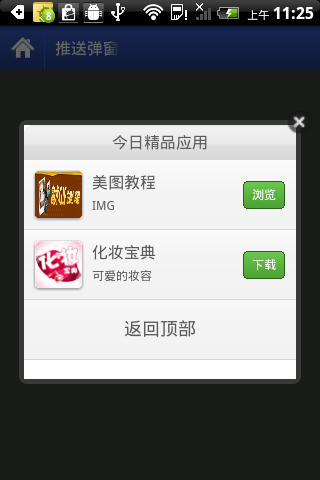 上午 11:25
推送弹窗
今日精品应用
美图教程
IMG
浏览
化妆宝典
可爱的妆容
下载
返回顶部